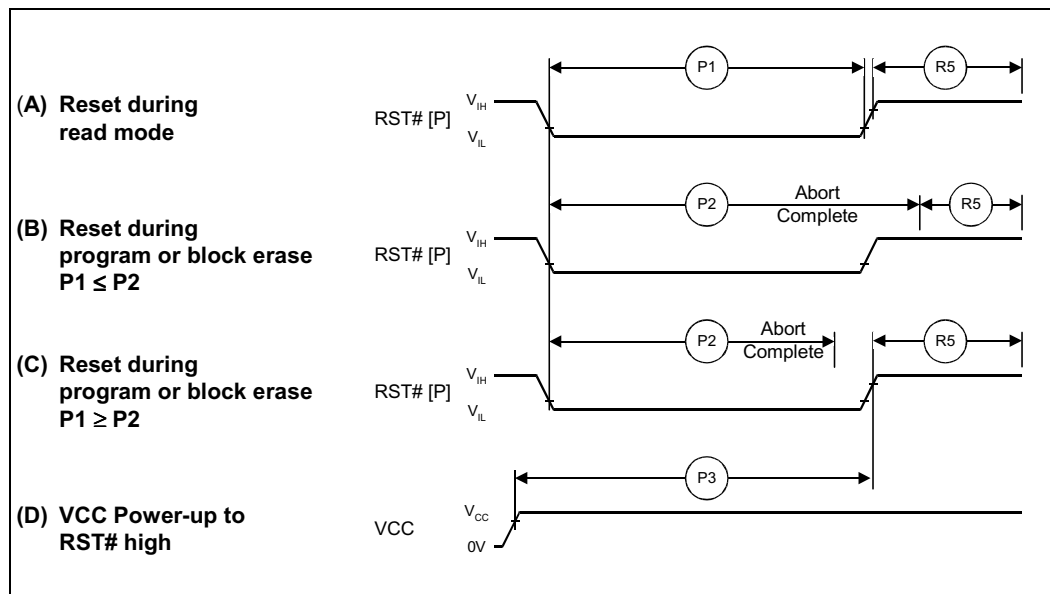 P1
R5
(A) Reset during
read mode
RST# [P]
VIH
VIL
P2
Abort
Complete
R5
(B) Reset during
program or block erase
P1 ≤ P2
RST# [P]
VIH
VIL
P2
Abort
Complete
R5
(C) Reset during
program or block erase
P1 ≥ P2
RST# [P]
VIH
VIL
P3
(D) VCC Power-up to
RST# high
VCC
VCC
0V